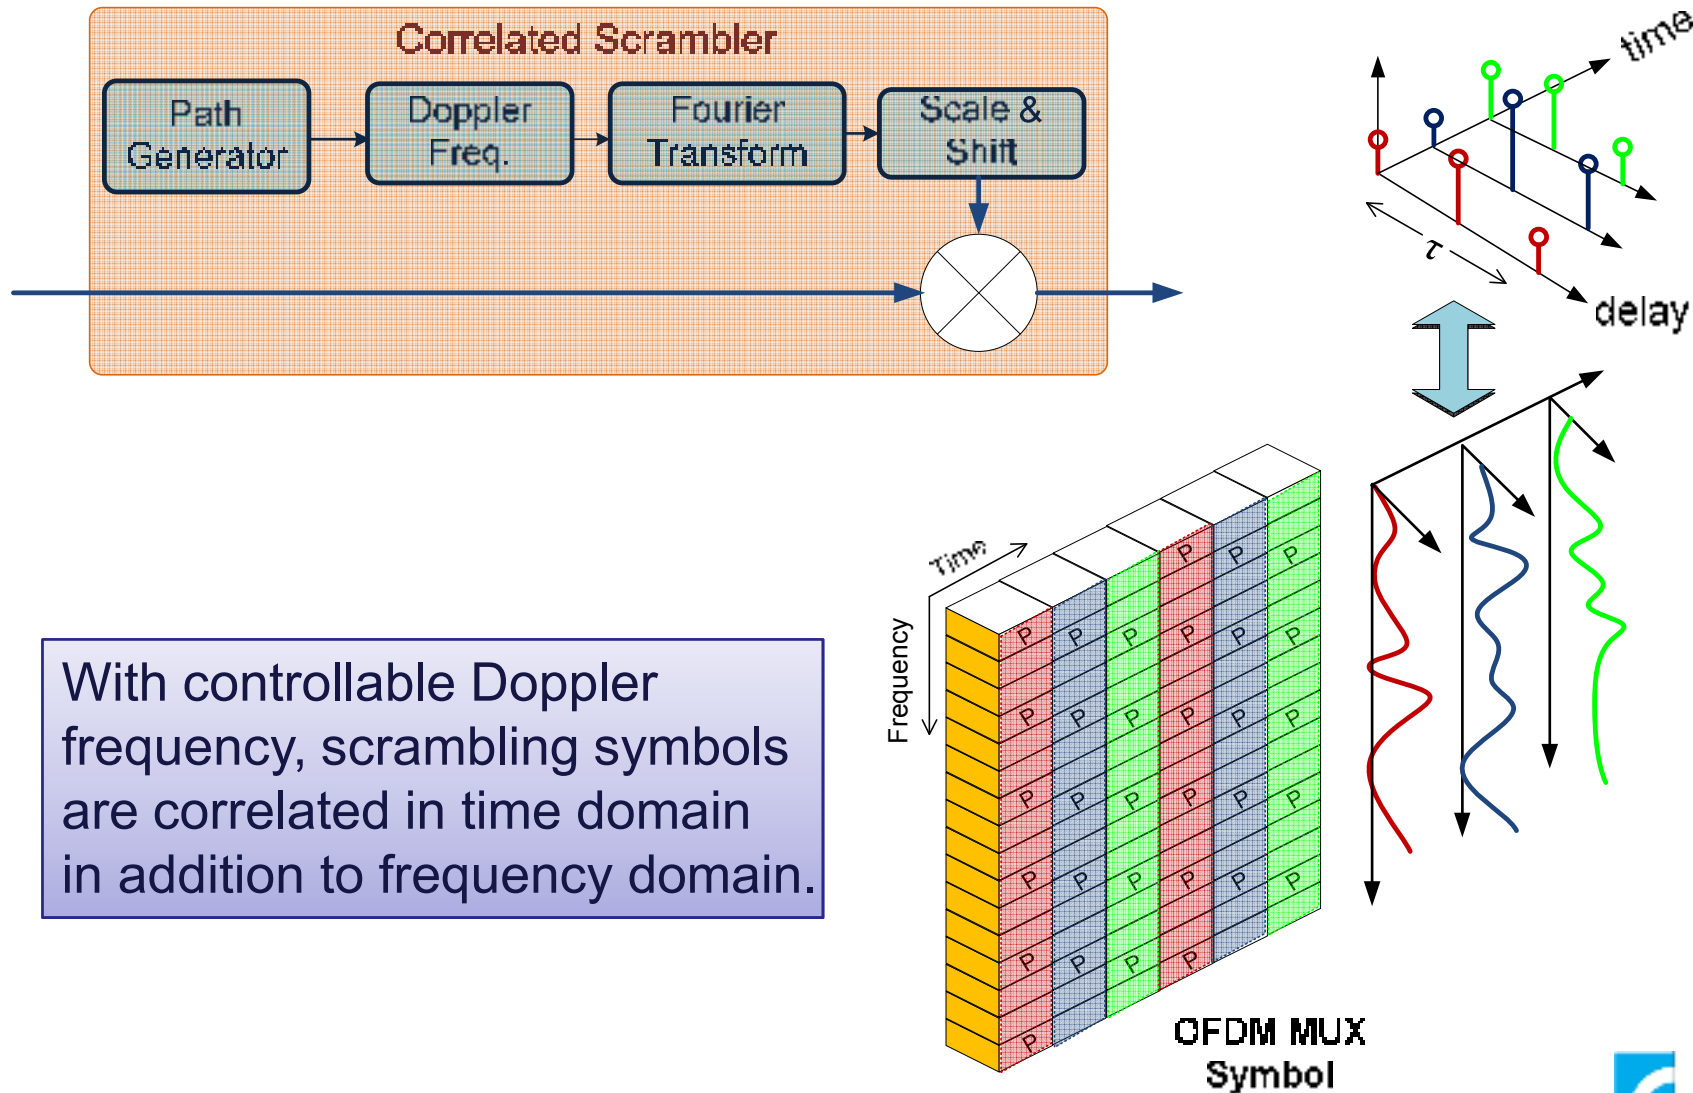 Correlated Scrambler
Path
Generator
Doppler
Freq.
Fourier
Transform
Scale &
Shift
time
τ
delay
With controllable Doppler
frequency, scrambling symbols
are correlated in time domain
in addition to frequency domain.
Time
Frequency
P P P
P P P P P P
P P P P P P
P P P P P P
P P P P P P
P P P P
P
OFDM MUX
Symbol